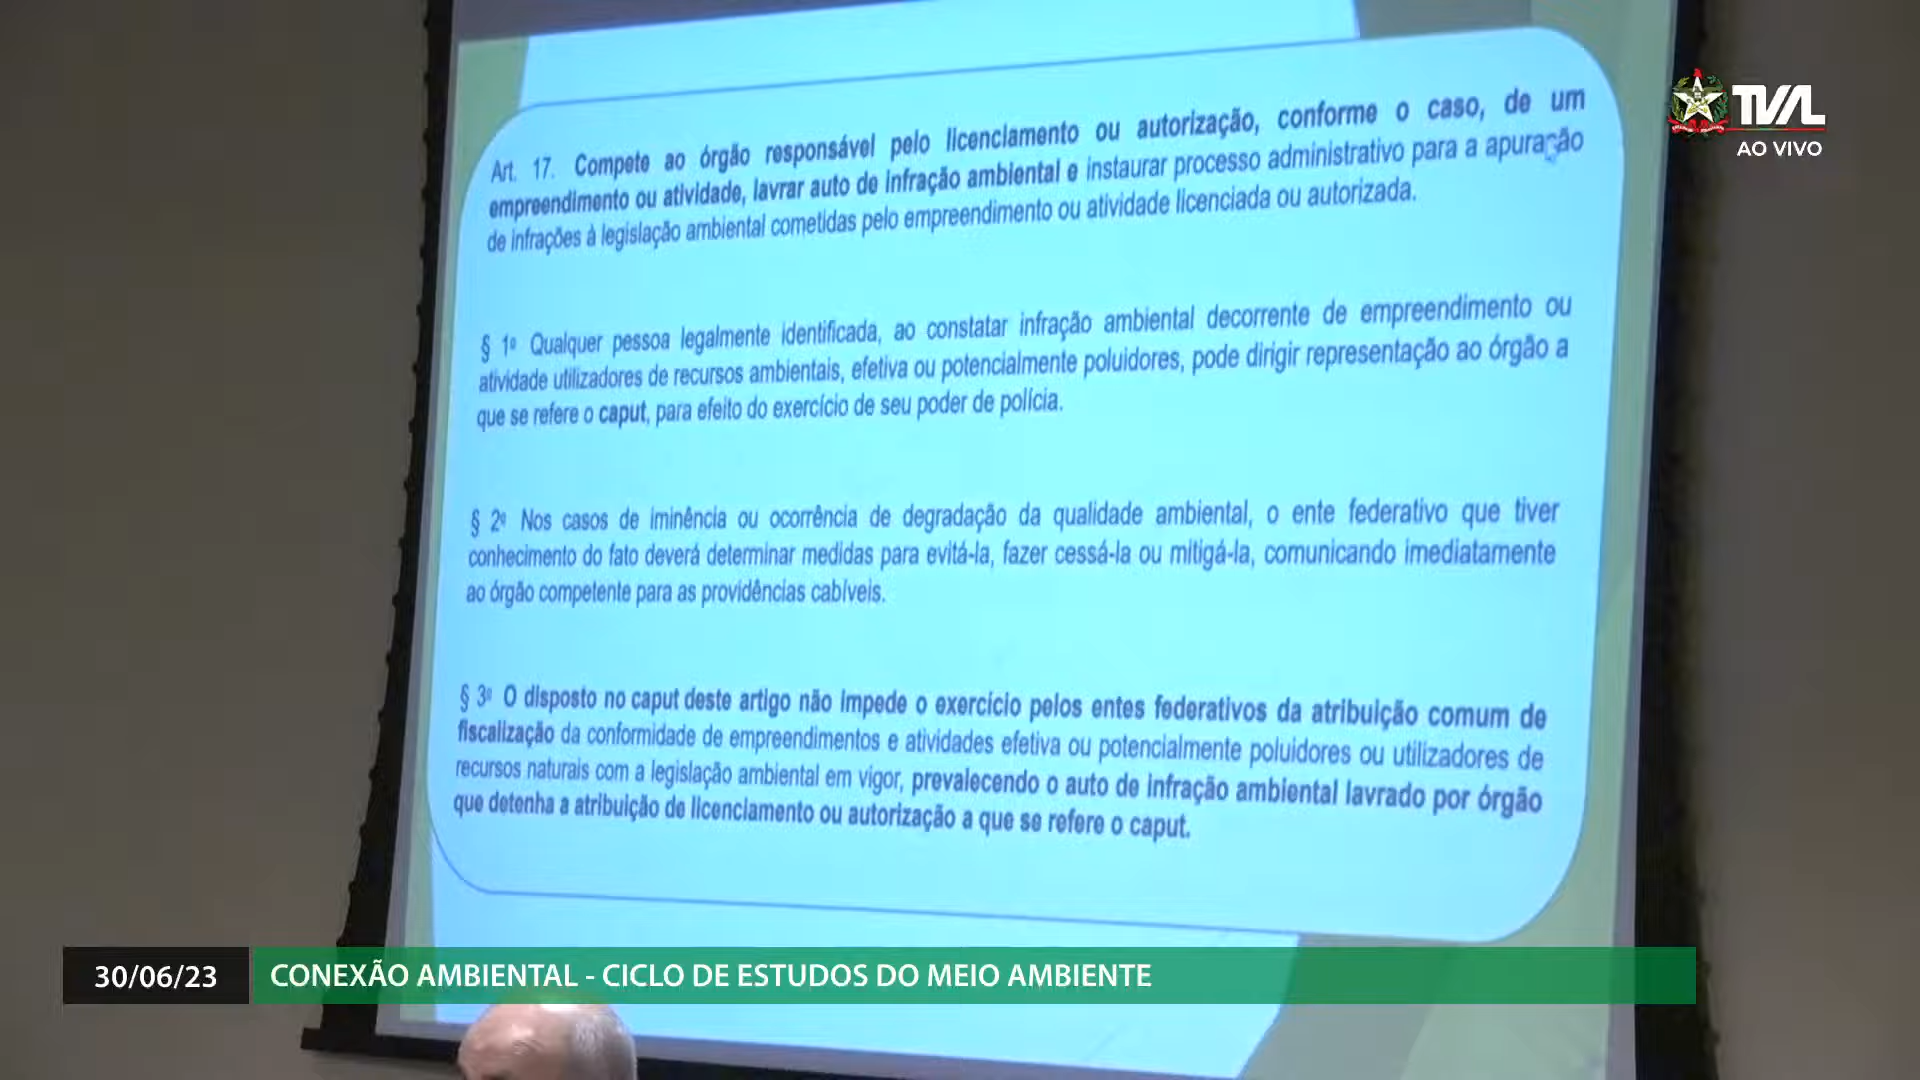 TVAL
AO VIVO
Art. 17. Compete ao órgão responsável pelo licenciamento ou autorização, conforme o caso, de um
empreendimento ou atividade, lavrar auto de infração ambiental e instaurar processo administrativo para a apuração
de infrações à legislação ambiental cometidas pelo empreendimento ou atividade licenciada ou autorizada.
§ 1º Qualquer pessoa legalmente identificada, ao constatar infração ambiental decorrente de empreendimento ou
atividade utilizadores de recursos ambientais, efetiva ou potencialmente poluidores, pode dirigir representação ao órgão a
que se refere o caput, para efeito do exercício de seu poder de polícia.
§ 2º Nos casos de iminência ou ocorrência de degradação da qualidade ambiental, o ente federativo que tiver
conhecimento do fato deverá determinar medidas para evitá-la, fazer cessá-la ou mitigá-la, comunicando imediatamente
ao órgão competente para as providências cabíveis.
§ 3º O disposto no caput deste artigo não impede o exercício pelos entes federativos da atribuição comum de
fiscalização da conformidade de empreendimentos e atividades efetiva ou potencialmente poluidores ou utilizadores de
recursos naturais com a legislação ambiental em vigor, prevalecendo o auto de infração ambiental lavrado por órgão
que detenha a atribuição de licenciamento ou autorização a que se refere o caput.
30/06/23
CONEXÃO AMBIENTAL - CICLO DE ESTUDOS DO MEIO AMBIENTE